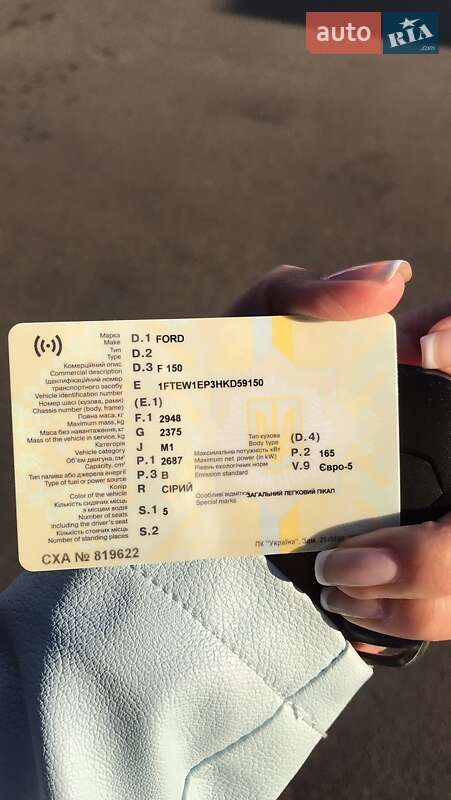 auto RIA .com
Марка
Make D.1 FORD
Тип
Type D.2
Комерційний опис
Commercial description D.3 F 150
Ідентифікаційний номер
транспортного засобу
Vehicle identification number E 1FTEW1EP3HKD59150
Номер шасі (кузова, рами)
Chassis number (body, frame) (E.1)
Повна маса, кг
Maximum mass, kg F.1 2948
Маса без навантаження, кг
Mass of the vehicle in service, kg G 2375
Категорія
Vehicle category J M1
Тип кузова
Body type (D.4)
Об'єм двигуна, см³
Capacity, cm³ P.1 2687
Максимальна потужність кВт
Maximum net. power (in kW) P.2 165
Тип палива або джерела енергії
Type of fuel or power source P.3 B
Рівень екологічних норм
Emission standard V.9 Євро-5
Колір
Color of the vehicle R СІРИЙ
Особливі відмітки
Special marks ЗАГАЛЬНИЙ ЛЕГКОВИЙ ПІКАП
Кількість сидячих місць
з місцем водія
Number of seats
including the driver's seat S.1 5
Кількість стоячих місць
Number of standing places S.2
СХА № 819622
ПК "Україна". Зам.